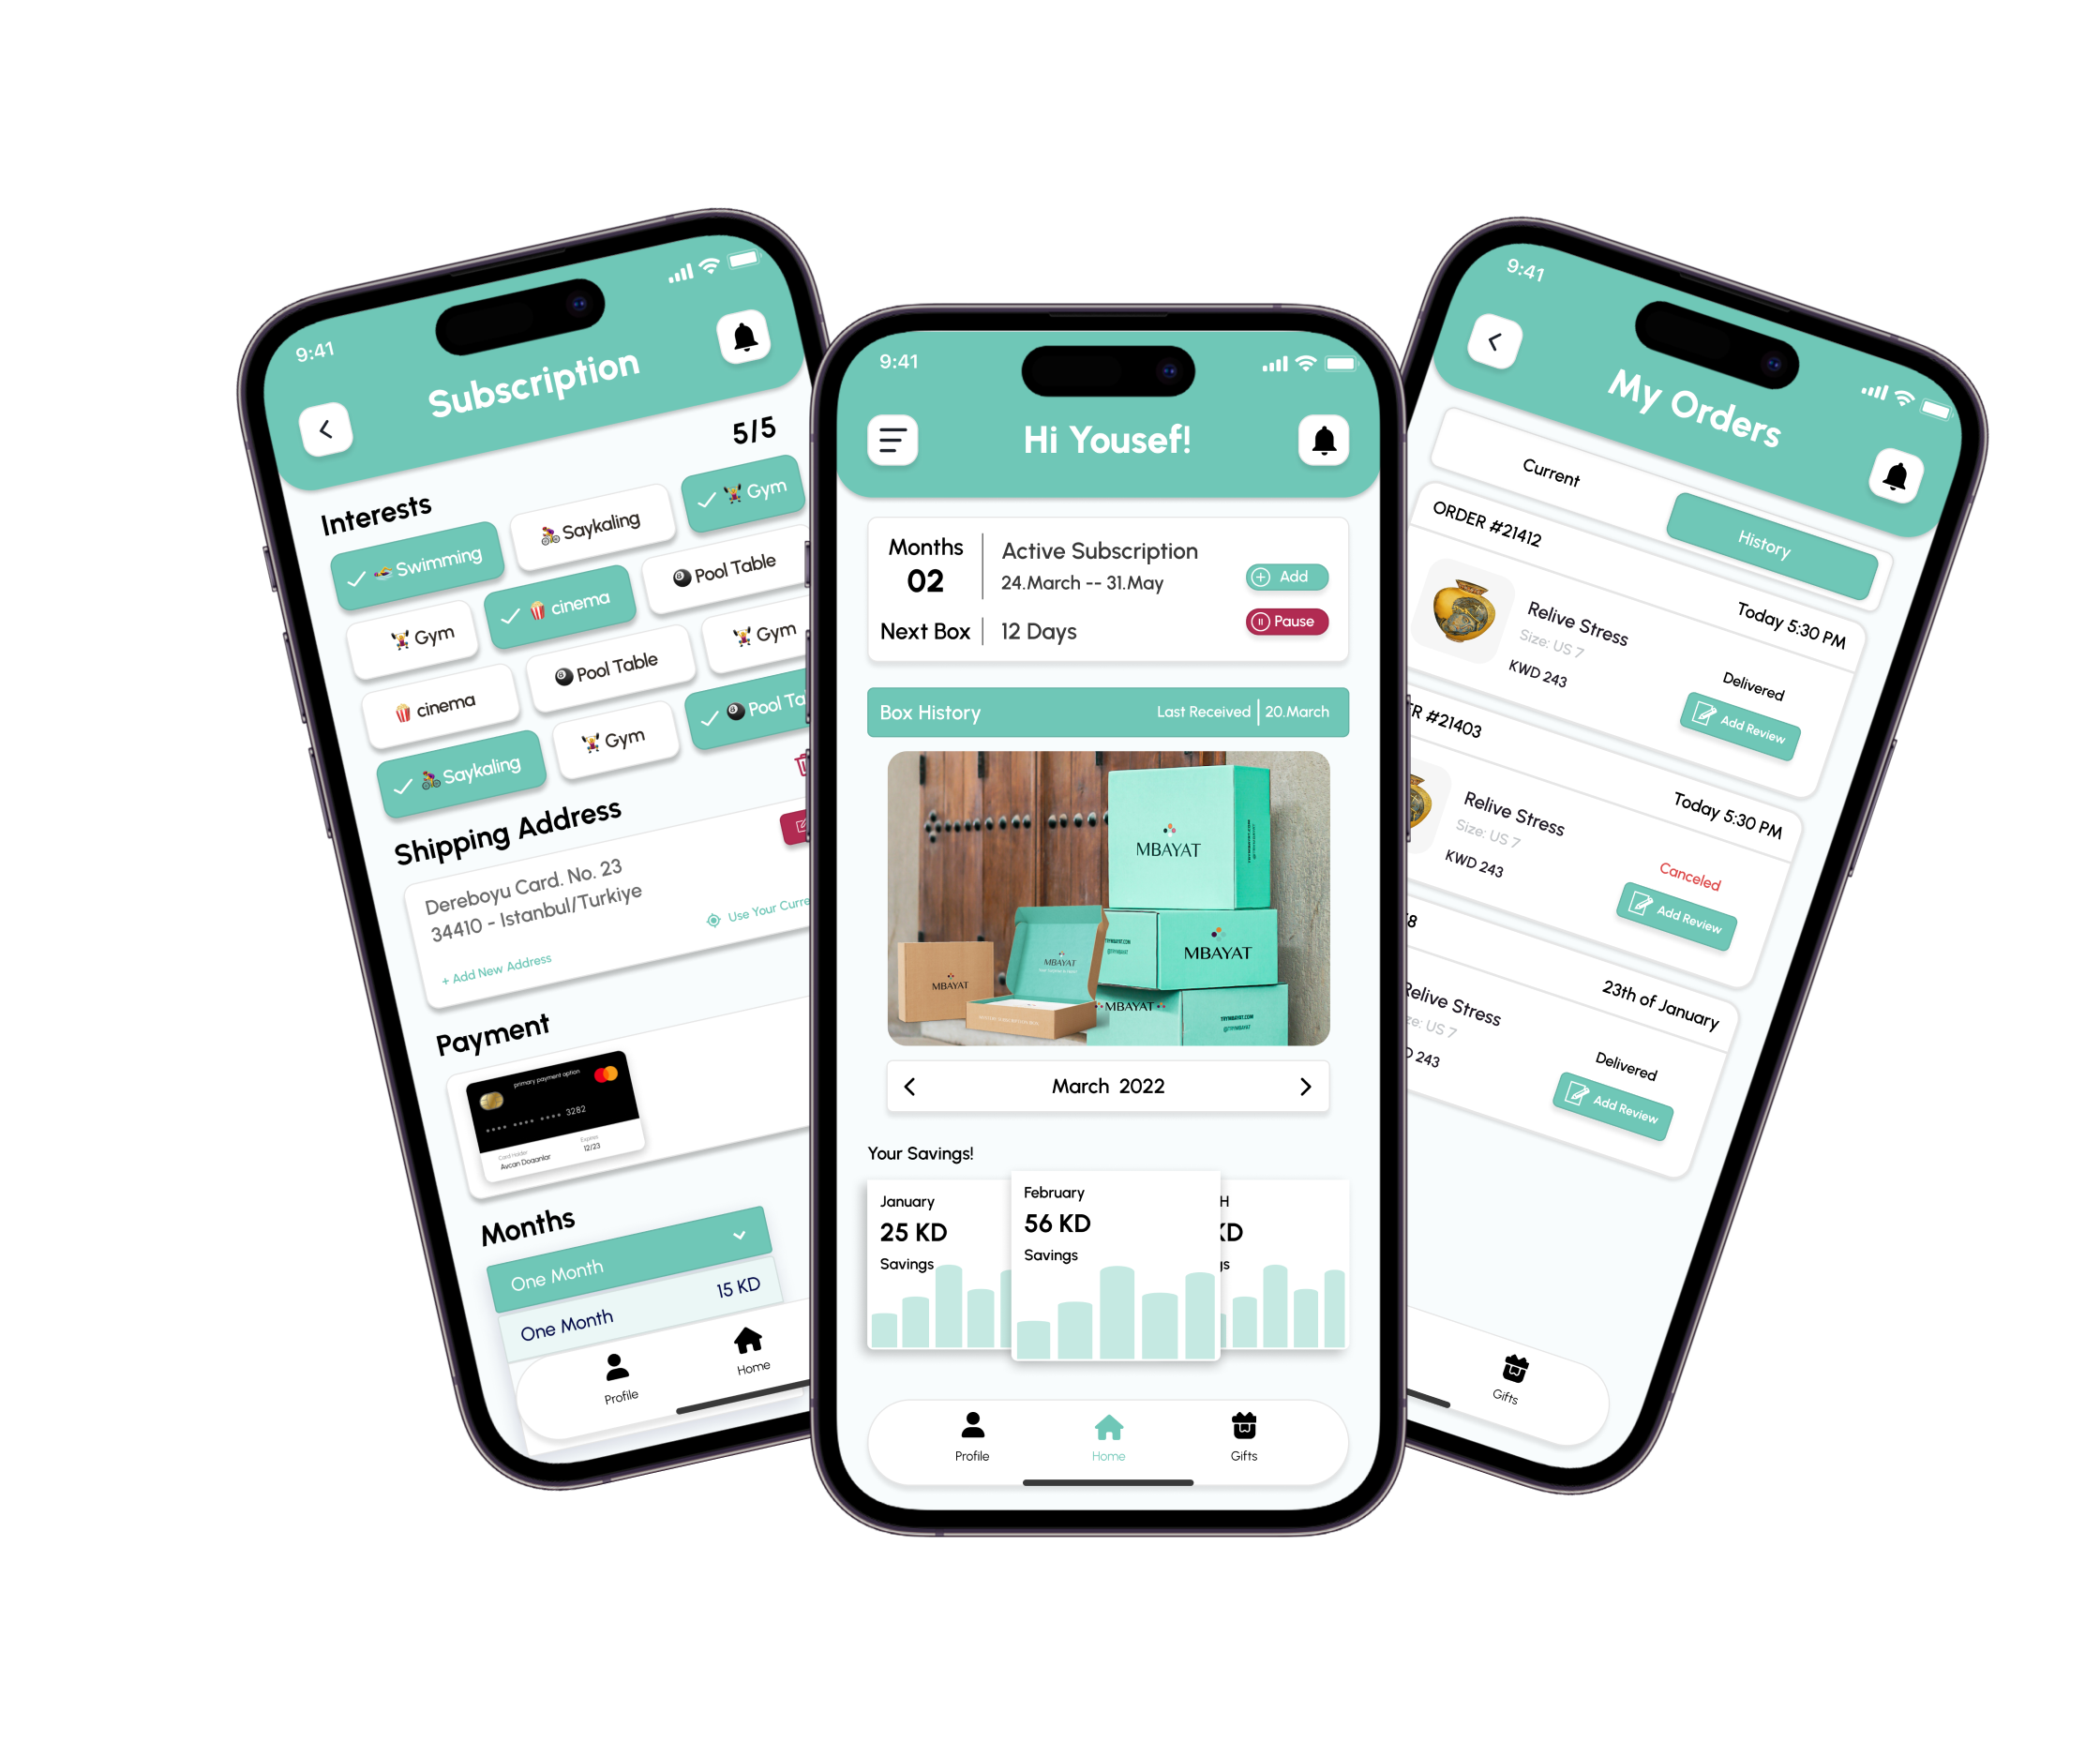 9:41
Subscription
5/5
Interests
Swimming
Saykaling
Gym
Gym
cinema
Pool Table
cinema
Pool Table
Gym
Saykaling
Gym
Pool Ta
Shipping Address
Dereboyu Card. No. 23
34410 - Istanbul/Turkiye
Use Your Curre
+ Add New Address
Payment
primary payment option
3282
Card Holder
Expires
Avcan Doganlar
12/23
Months
One Month
One Month
15 KD
Profile
Home
9:41
Hi Yousef!
Months
02
Active Subscription
24.March -- 31.May
Add
Next Box
12 Days
Pause
Box History
Last Received
20.March
MBAYAT
MBAYAT
MBAYAT
MBAYAT
MBAYAT
TRYMBAYAT.COM
@TRYMBAYAT
March 2022
Your Savings!
January
25 KD
Savings
February
56 KD
Savings
H
KD
gs
Profile
Home
Gifts
9:41
My Orders
Current
History
ORDER #21412
Today 5:30 PM
Relive Stress
Size: US 7
KWD 243
Delivered
Add Review
ER #21403
Today 5:30 PM
Relive Stress
Size: US 7
KWD 243
Canceled
Add Review
8
23th of January
Relive Stress
ze: US 7
D 243
Delivered
Add Review
Gifts